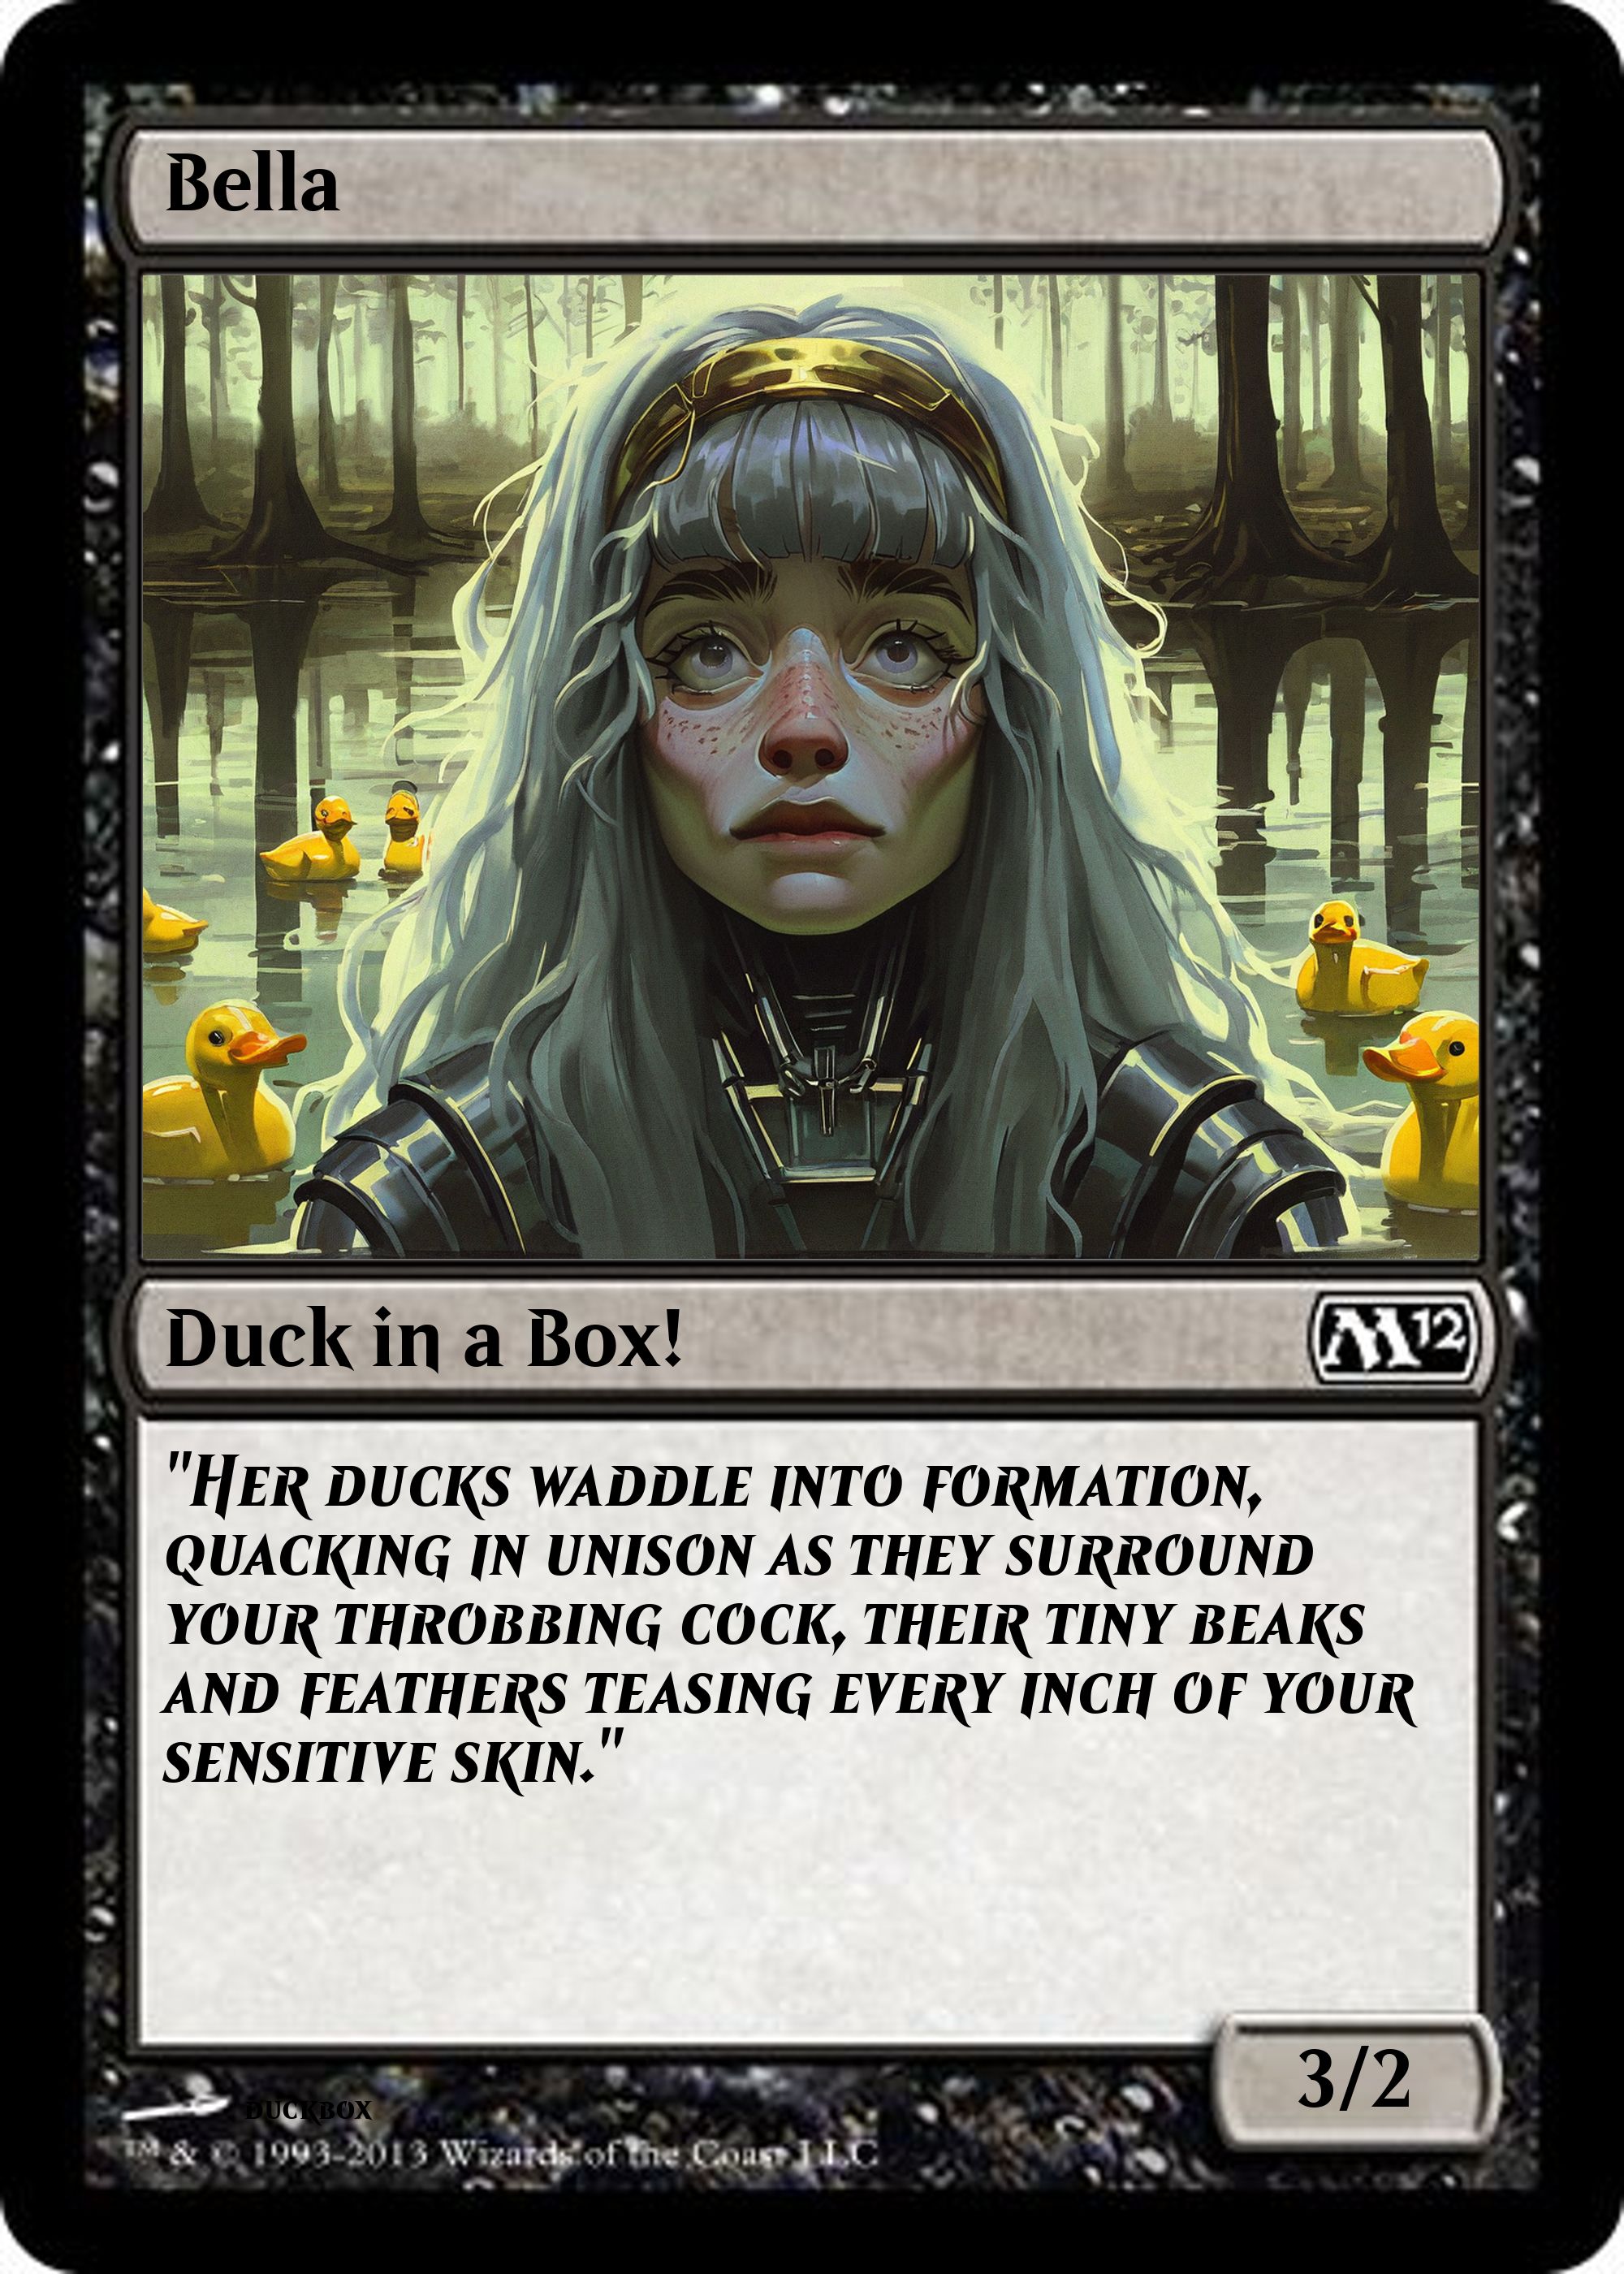 Bella
Duck in a Box!
M12
"Her ducks waddle into formation,
quacking in unison as they surround
your throbbing cock, their tiny beaks
and feathers teasing every inch of your
sensitive skin."
3/2
DUCKBOX
™ & © 1993-2013 Wizards of the Coast LLC